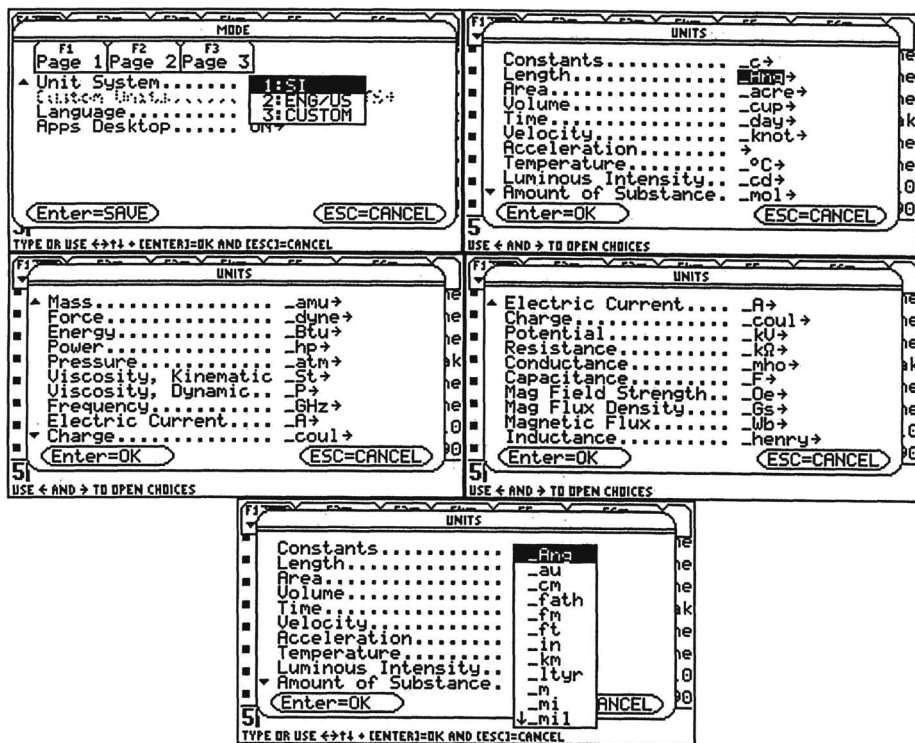 MODE
F1 F2 F3
Page 1 Page 2 Page 3
Unit System....... 1:SI
2:ENG/US
Language.......... 3:CUSTOM
Apps Desktop......
Enter=SAVE ESC=CANCEL
TYPE OR USE ←→↑↓ + [ENTER]=OK AND [ESC]=CANCEL
UNITS
Constants............... _c→
Length.................. _Ang→
Area.................... _acre→
Volume.................. _cup→
Time.................... _day→
Velocity................ _knot→
Acceleration............ →
Temperature............. _°C→
Luminous Intensity.. _cd→
Amount of Substance. _mol→
Enter=OK ESC=CANCEL
USE ← AND → TO OPEN CHOICES
UNITS
Mass.................... _amu→
Force................... _dyne→
Energy.................. _Btu→
Power................... _hp→
Pressure................ _atm→
Viscosity, Kinematic _St→
Viscosity, Dynamic.. _P→
Frequency............... _GHz→
Electric Current.... _A→
Charge.................. _coul→
Enter=OK ESC=CANCEL
5
USE ← AND → TO OPEN CHOICES
UNITS
Electric Current.... _A→
Charge.................. _coul→
Potential............... _kV→
Resistance.............. _kΩ→
Conductance............. _mho→
Capacitance............. _F→
Mag Field Strength.. _Oe→
Mag Flux Density.... _Gs→
Magnetic Flux....... _Wb→
Inductance.............. _henry→
Enter=OK ESC=CANCEL
5
USE ← AND → TO OPEN CHOICES
UNITS
Constants...............
Length..................
Area....................
Volume..................
Time....................
Velocity................
Acceleration............
Temperature.............
Luminous Intensity..
Amount of Substance.
_Ang
_au
_cm
_fath
_fm
_ft
_in
_km
_ltyr
_m
_mi
↓_mil
Enter=OK ANCEL
5
TYPE OR USE ←→↑↓ + [ENTER]=OK AND [ESC]=CANCEL